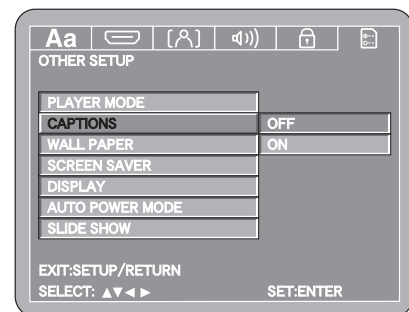 Aa
OTHER SETUP
PLAYER MODE
CAPTIONS OFF
WALL PAPER ON
SCREEN SAVER
DISPLAY
AUTO POWER MODE
SLIDE SHOW
EXIT:SETUP/RETURN
SELECT: ▲▼◄ ► SET:ENTER